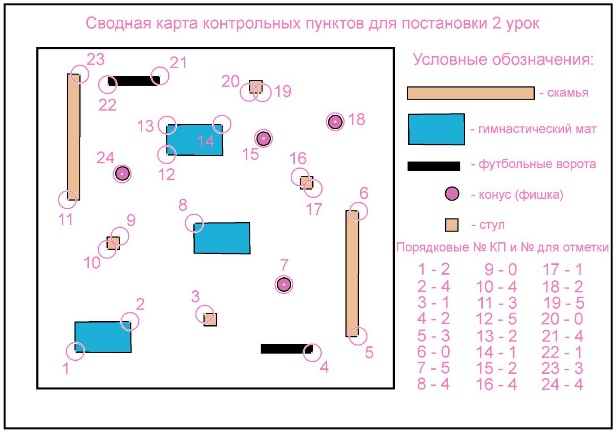 Сводная карта контрольных пунктов для постановки 2 урок
23
21
22
20
19
18
13
14
15
12
24
16
17
11
6
8
9
10
7
2
3
1
4
5
Условные обозначения:
- скамья
- гимнастический мат
- футбольные ворота
- конус (фишка)
- стул
Порядковые № КП и № для отметки
1 - 2 9 - 0 17 - 1
2 - 4 10 - 4 18 - 2
3 - 1 11 - 3 19 - 5
4 - 2 12 - 5 20 - 0
5 - 3 13 - 2 21 - 4
6 - 0 14 - 1 22 - 1
7 - 5 15 - 2 23 - 3
8 - 4 16 - 4 24 - 4